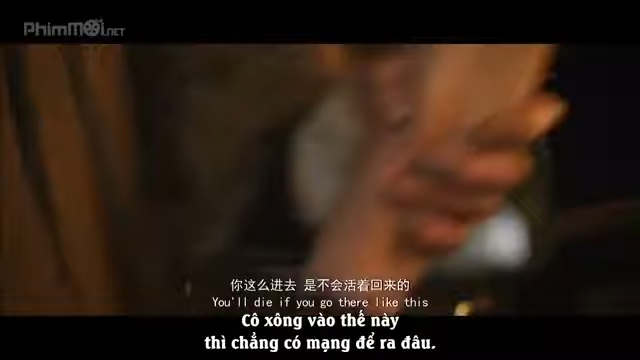 PhimMoi.NET
你这么进去 是不会活着回来的
You'll die if you go there like this
Cô xông vào thế này
thì chẳng có mạng để ra đâu.